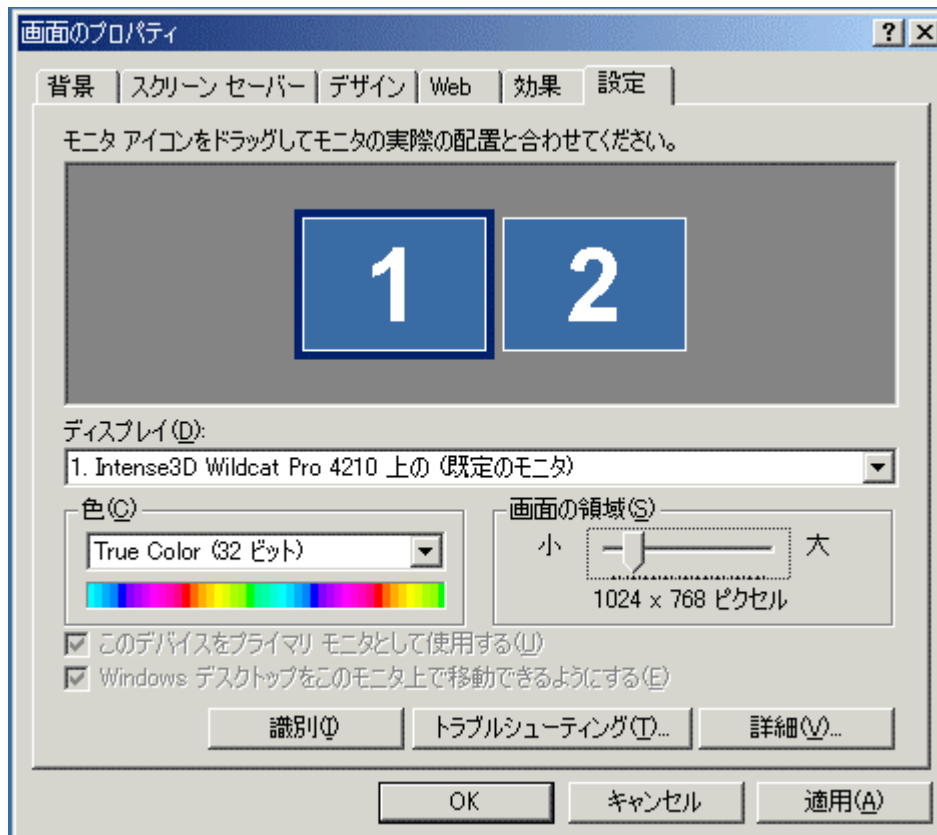 画面のプロパティ
背景 スクリーン セーバー デザイン Web 効果 設定
モニタ アイコンをドラッグしてモニタの実際の配置と合わせてください。
1 2
ディスプレイ(D):
1. Intense3D Wildcat Pro 4210 上の (既定のモニタ)
色(C) 画面の領域(S)
True Color (32 ビット) 小 大
1024 x 768 ピクセル
このデバイスをプライマリ モニタとして使用する(U)
Windows デスクトップをこのモニタ上で移動できるようにする(E)
識別(I) トラブルシューティング(T)... 詳細(V)...
OK キャンセル 適用(A)